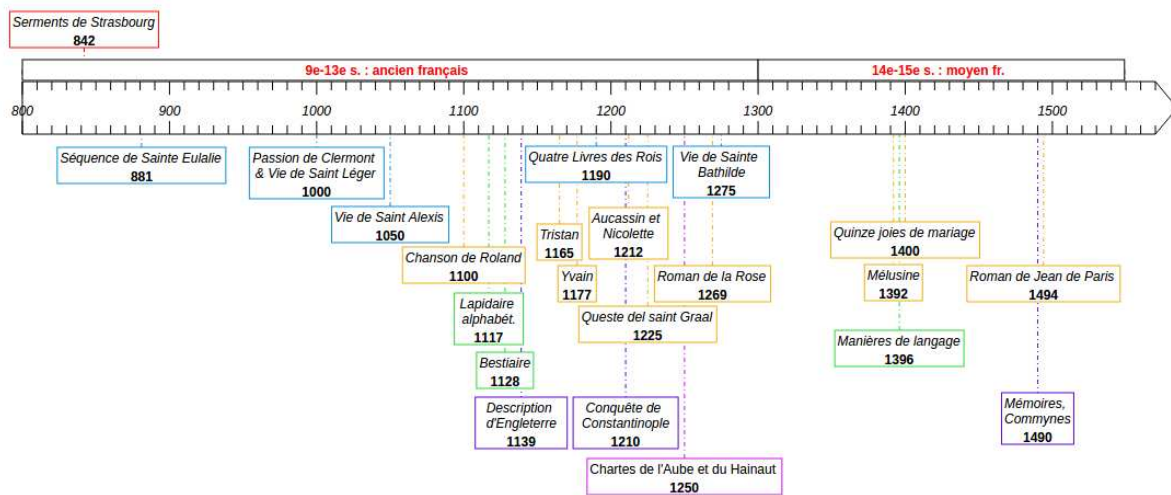 Serments de Strasbourg
842
9e-13e s. : ancien français
14e-15e s. : moyen fr.
800
900
1000
1100
1200
1300
1400
1500
Séquence de Sainte Eulalie
881
Passion de Clermont
& Vie de Saint Léger
1000
Quatre Livres des Rois
1190
Vie de Sainte
Bathilde
1275
Vie de Saint Alexis
1050
Tristan
1165
Aucassin et
Nicolette
1212
Quinze joies de mariage
1400
Chanson de Roland
1100
Yvain
1177
Roman de la Rose
1269
Mélusine
1392
Roman de Jean de Paris
1494
Lapidaire
alphabét.
1117
Queste del saint Graal
1225
Manières de langage
1396
Bestiaire
1128
Description
d'Engleterre
1139
Conquête de
Constantinople
1210
Mémoires,
Commynes
1490
Chartes de l'Aube et du Hainaut
1250